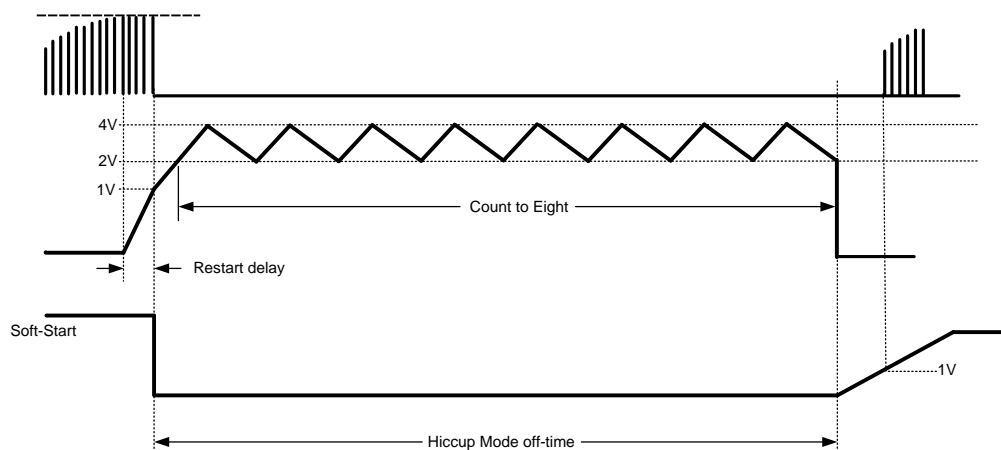 4V
2V
1V
Count to Eight
Restart delay
Soft-Start
1V
Hiccup Mode off-time